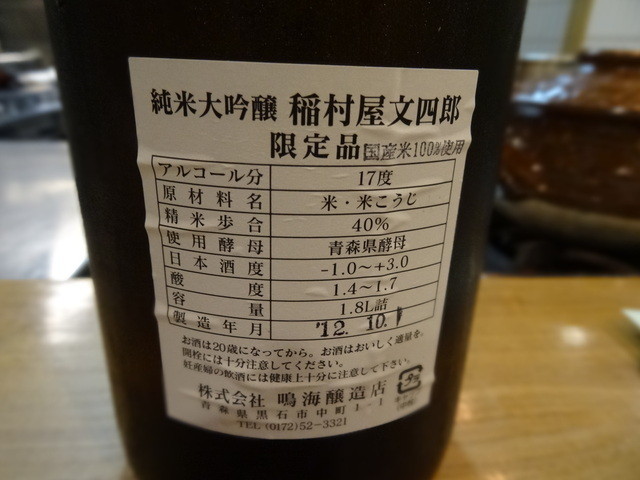 純米大吟醸 稲村屋文四郎
限定品 国産米100%使用
アルコール分 17度
原材料名 米・米こうじ
精米歩合 40%
使用酵母 青森県酵母
日本酒度 -1.0〜+3.0
酸度 1.4〜1.7
容量 1.8L詰
製造年月 '12.10.
お酒は20歳になってから。お酒はおいしく適量を。
開栓には十分注意してください。
妊産婦の飲酒には健康上十分に注意して下さい。
株式会社 鳴海醸造店
青森県黒石市中町1-1
TEL(0172)52-3321